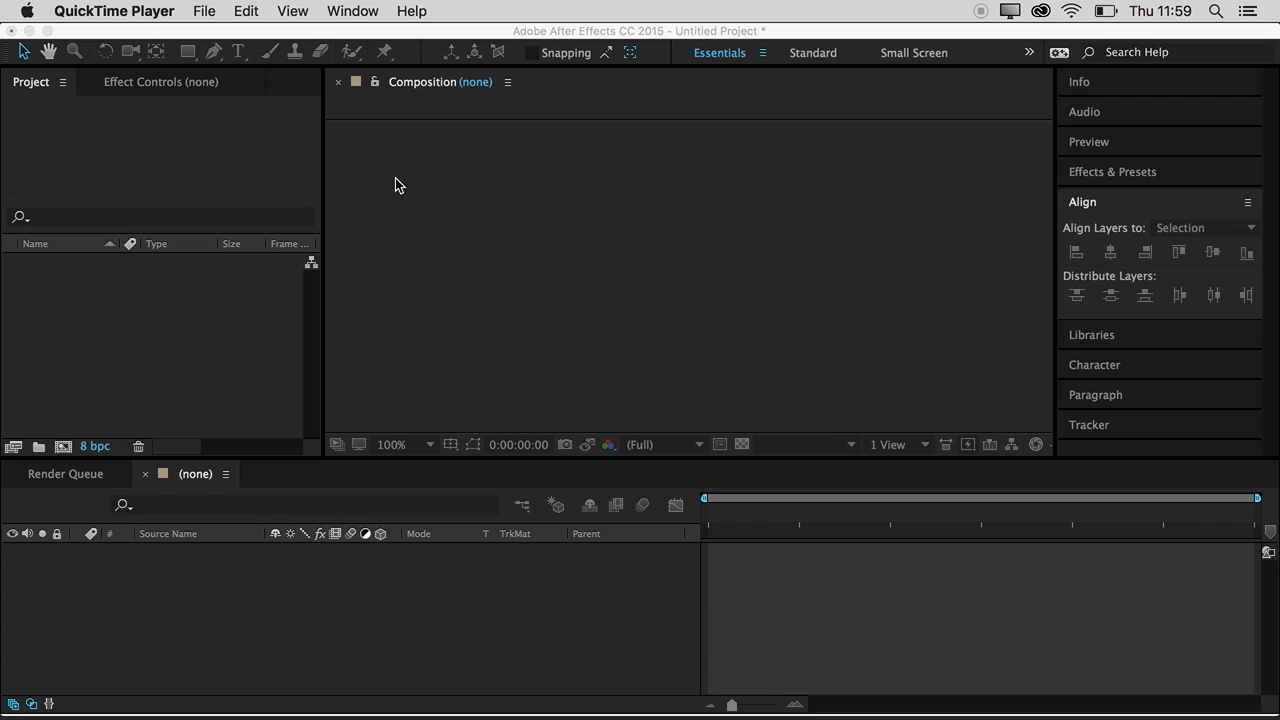 QuickTime Player File Edit View Window Help Thu 11:59
Adobe After Effects CC 2015 - Untitled Project *
Snapping Essentials Standard Small Screen » Search Help
Project Effect Controls (none) Composition (none) Info
Audio
Preview
Effects & Presets
Align
Align Layers to: Selection
Name Type Size Frame ...
Distribute Layers:
Libraries
Character
Paragraph
Tracker
8 bpc 100% 0:00:00:00 (Full) 1 View
Render Queue (none)
# Source Name fx Mode T TrkMat Parent